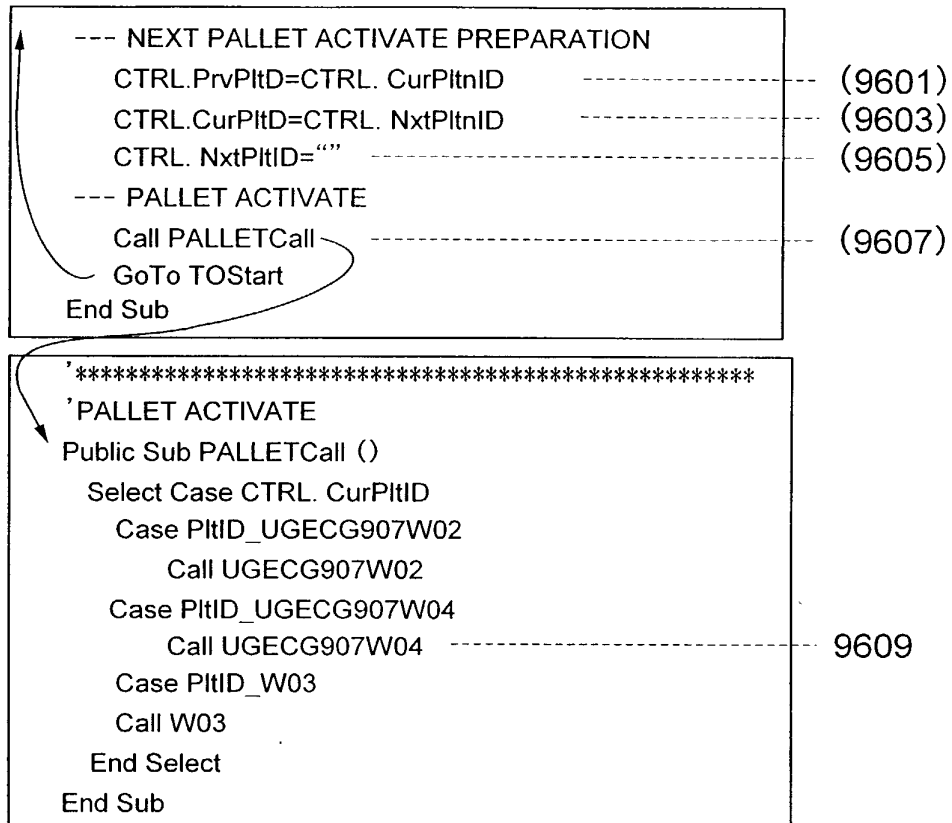 --- NEXT PALLET ACTIVATE PREPARATION
CTRL.PrvPltD=CTRL. CurPltnID (9601)
CTRL.CurPltD=CTRL. NxtPltnID (9603)
CTRL. NxtPltID=“” (9605)
--- PALLET ACTIVATE
Call PALLETCall (9607)
GoTo TOStart
End Sub
'*****************************************************
'PALLET ACTIVATE
Public Sub PALLETCall ()
Select Case CTRL. CurPltID
Case PltID_UGECG907W02
Call UGECG907W02
Case PltID_UGECG907W04
Call UGECG907W04 9609
Case PltID_W03
Call W03
End Select
End Sub